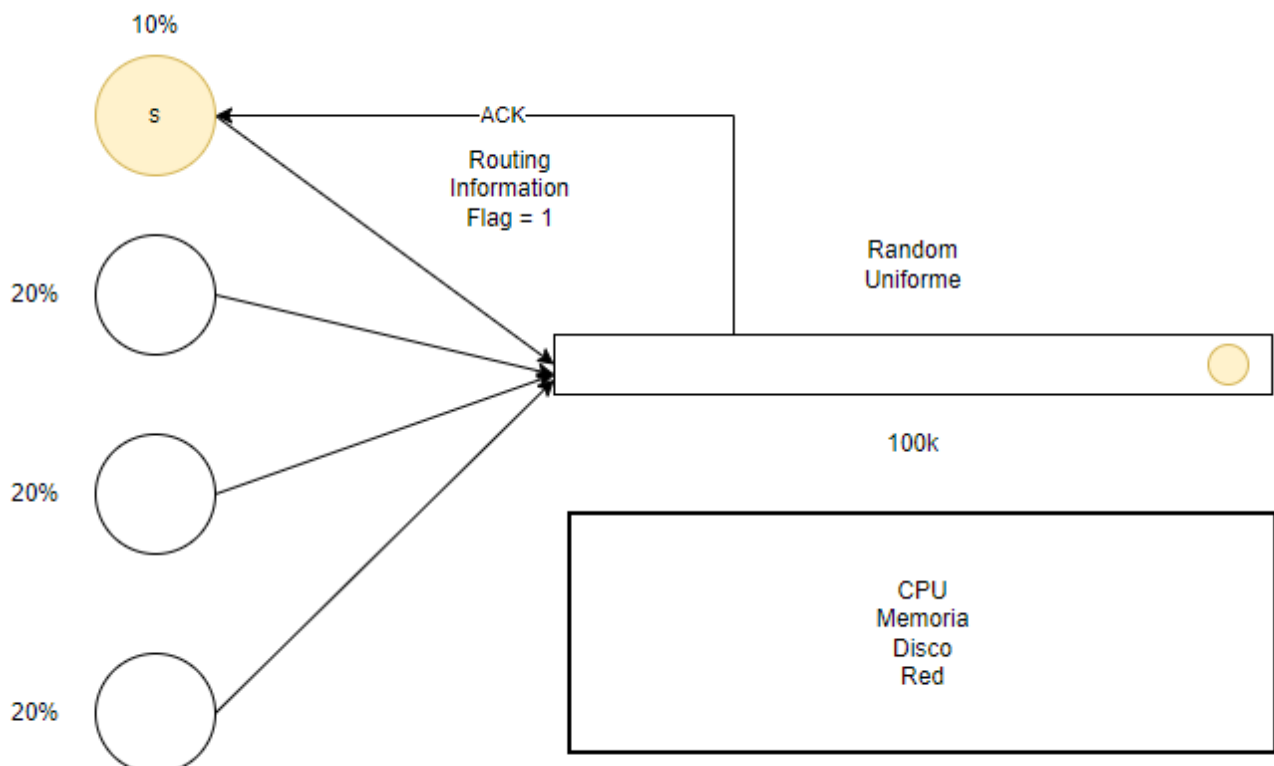 10%
s
ACK
Routing
Information
Flag = 1
Random
Uniforme
20%
20%
100k
CPU
Memoria
Disco
Red
20%